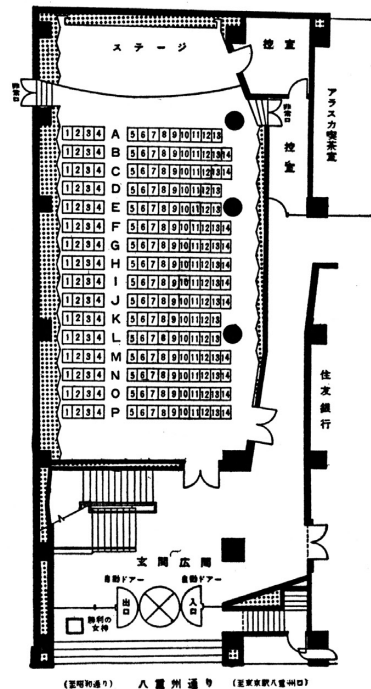 ステージ
控室
非常口
非常口
アラスカ喫茶室
控室
1 2 3 4 A 5 6 7 8 9 10 11 12 13
1 2 3 4 B 5 6 7 8 9 10 11 12 13 14
1 2 3 4 C 5 6 7 8 9 10 11 12 13 14
1 2 3 4 D 5 6 7 8 9 10 11 12 13
1 2 3 4 E 5 6 7 8 9 10 11 12 13
1 2 3 4 F 5 6 7 8 9 10 11 12 13 14
1 2 3 4 G 5 6 7 8 9 10 11 12 13 14
1 2 3 4 H 5 6 7 8 9 10 11 12 13 14
1 2 3 4 I 5 6 7 8 9 10 11 12 13 14
1 2 3 4 J 5 6 7 8 9 10 11 12 13 14
1 2 3 4 K 5 6 7 8 9 10 11 12 13
1 2 3 4 L 5 6 7 8 9 10 11 12 13
1 2 3 4 M 5 6 7 8 9 10 11 12 13 14
1 2 3 4 N 5 6 7 8 9 10 11 12 13 14
1 2 3 4 O 5 6 7 8 9 10 11 12 13 14
1 2 3 4 P 5 6 7 8 9 10 11 12 13 14
住友銀行
玄関広間
自動ドアー 自動ドアー
出口 入口
勝利の
女神
(至昭和通り) 八重州通り (至東京駅八重州口)